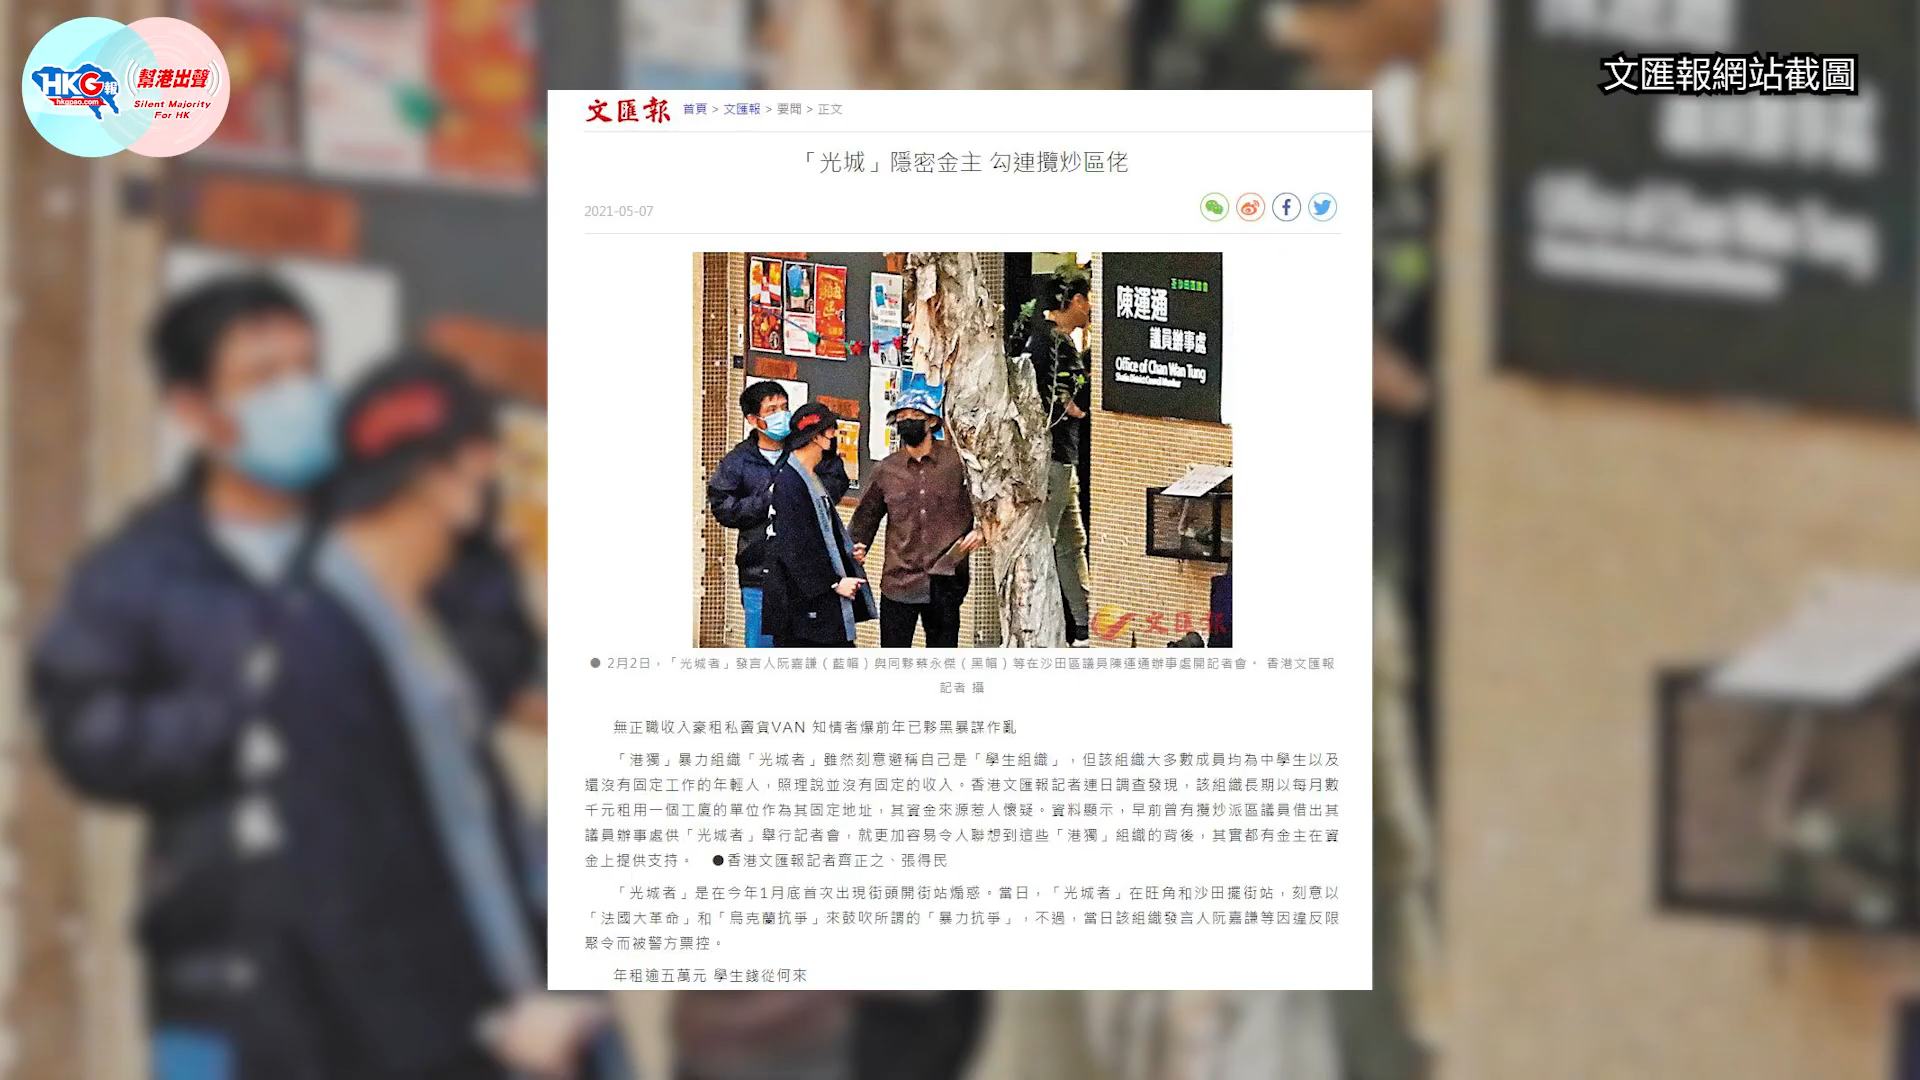 HKG報
hkgpao.com
幫港出聲
Silent Majority
For HK
文匯報網站截圖
文匯報 首頁 > 文匯報 > 要聞 > 正文
「光城」隱密金主 勾連攬炒區佬
2021-05-07
沙田區議會
陳運通
議員辦事處
Office of Chan Wan Tung
Shatin District Council Member
文匯報
● 2月2日，「光城者」發言人阮嘉謙（藍帽）與同夥蔡永傑（黑帽）等在沙田區議員陳運通辦事處開記者會。 香港文匯報
記者 攝
無正職收入豪租私竇貨VAN 知情者爆前年已夥黑暴謀作亂
「港獨」暴力組織「光城者」雖然刻意避稱自己是「學生組織」，但該組織大多數成員均為中學生以及
還沒有固定工作的年輕人，照理說並沒有固定的收入。香港文匯報記者連日調查發現，該組織長期以每月數
千元租用一個工廈的單位作為其固定地址，其資金來源惹人懷疑。資料顯示，早前曾有攬炒派區議員借出其
議員辦事處供「光城者」舉行記者會，就更加容易令人聯想到這些「港獨」組織的背後，其實都有金主在資
金上提供支持。 ●香港文匯報記者齊正之、張得民
「光城者」是在今年1月底首次出現街頭開街站煽惑。當日，「光城者」在旺角和沙田擺街站，刻意以
「法國大革命」和「烏克蘭抗爭」來鼓吹所謂的「暴力抗爭」，不過，當日該組織發言人阮嘉謙等因違反限
聚令而被警方票控。
年租逾五萬元 學生錢從何來